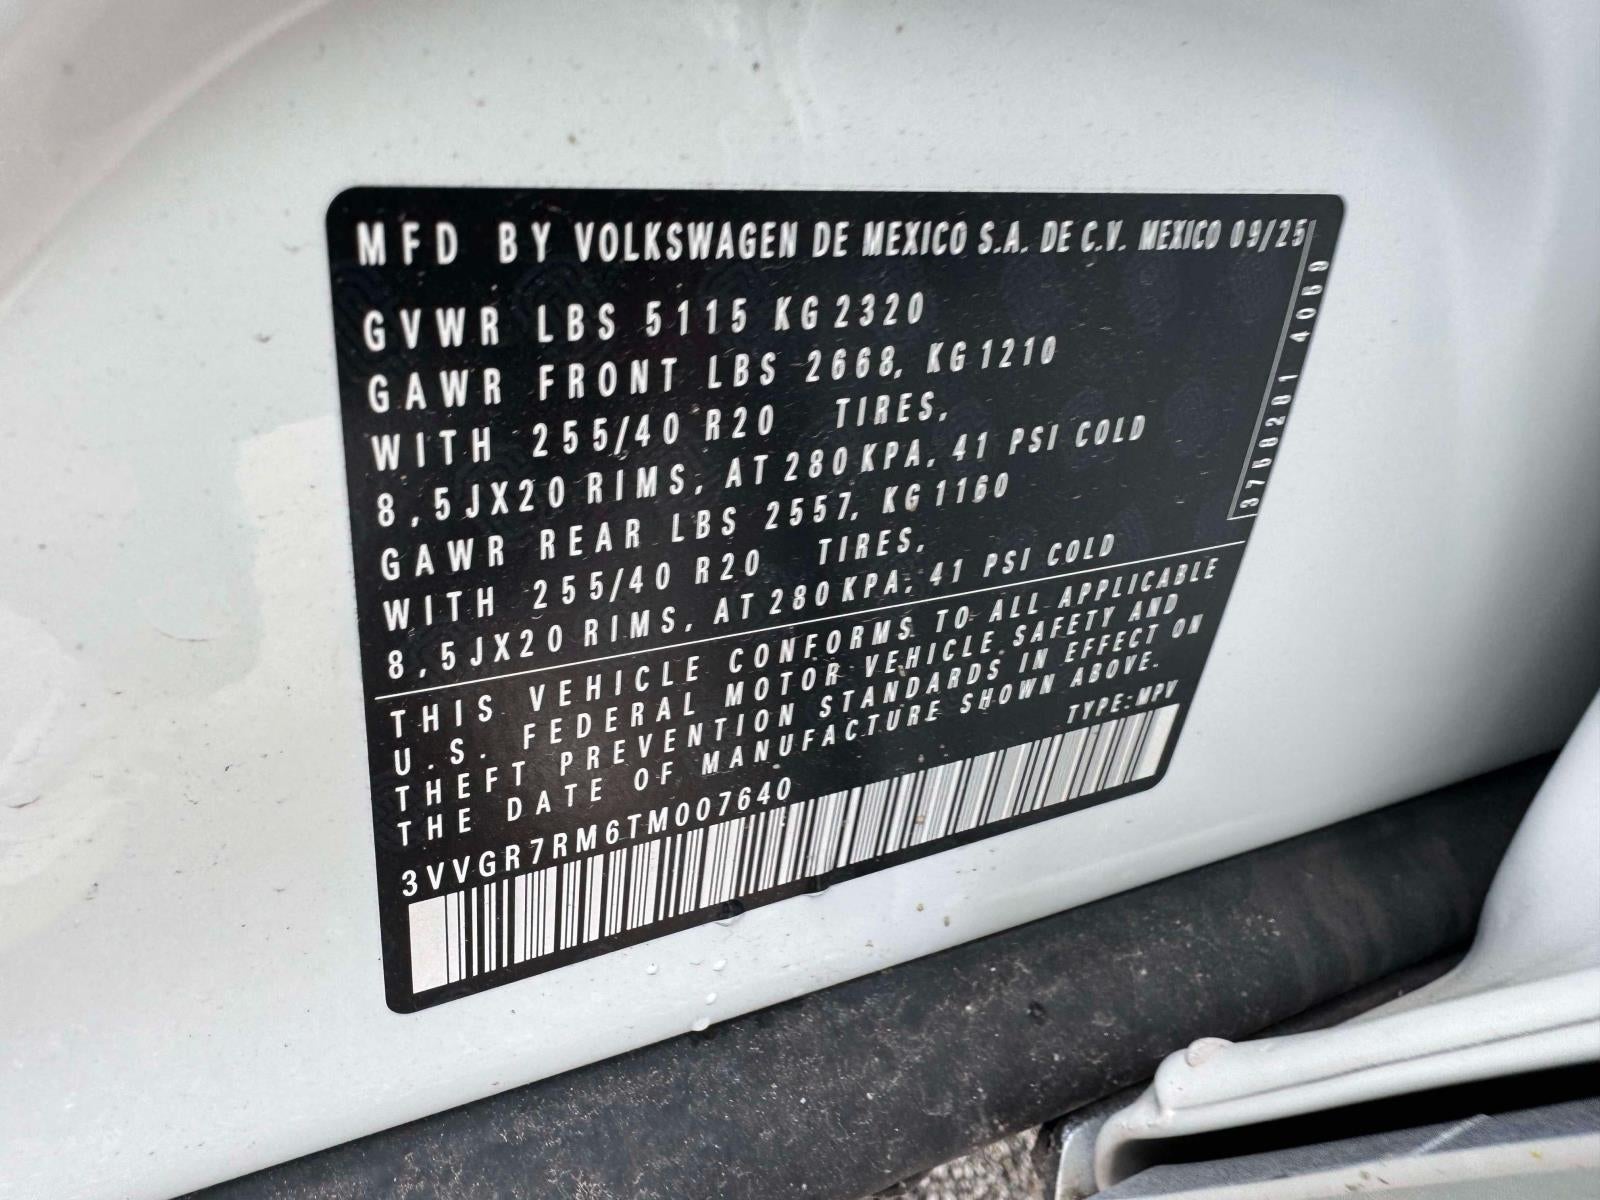 MFD BY VOLKSWAGEN DE MEXICO S.A. DE C.V. MEXICO 09/25
GVWR LBS 5115 KG 2320
GAWR FRONT LBS 2668, KG 1210
WITH 255/40 R20 TIRES,
8,5JX20 RIMS, AT 280 KPA, 41 PSI COLD
GAWR REAR LBS 2557, KG 1160
WITH 255/40 R20 TIRES,
8,5JX20 RIMS, AT 280 KPA, 41 PSI COLD
THIS VEHICLE CONFORMS TO ALL APPLICABLE
U.S. FEDERAL MOTOR VEHICLE SAFETY AND
THEFT PREVENTION STANDARDS IN EFFECT ON
THE DATE OF MANUFACTURE SHOWN ABOVE.
TYPE: MPV
3VVGR7RM6TM007640